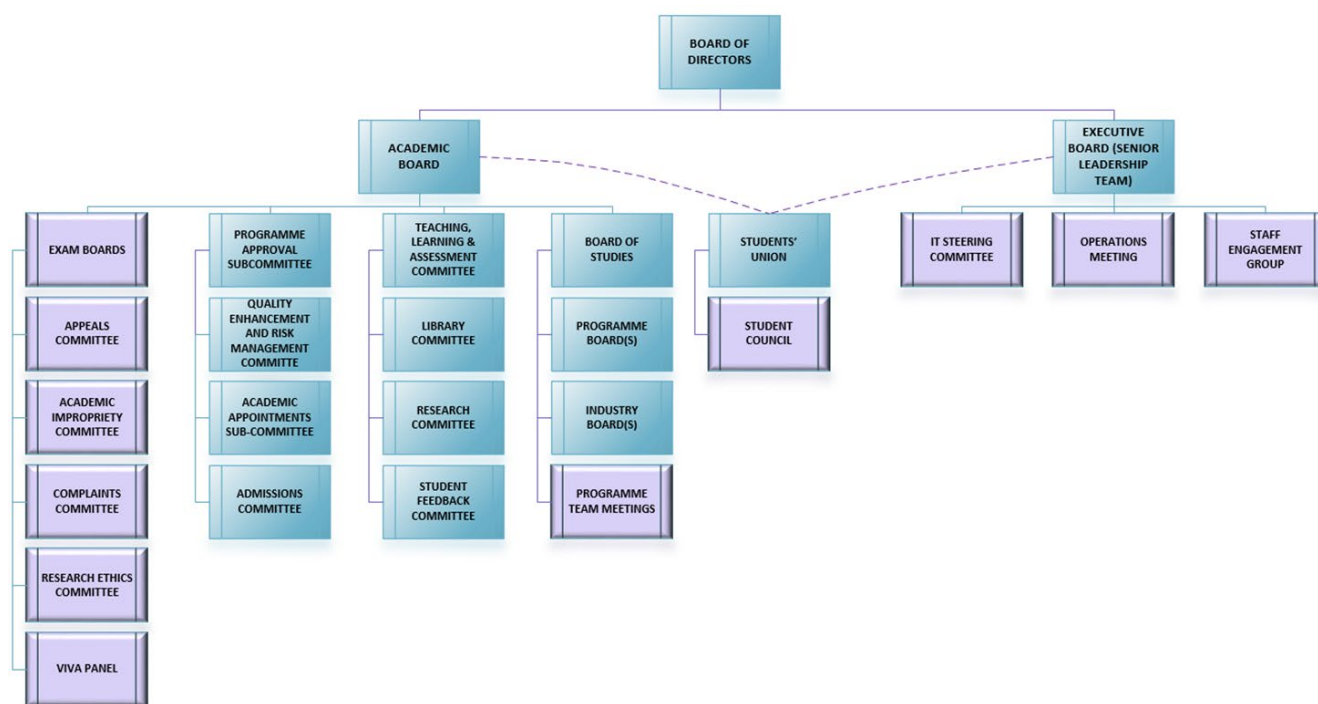 BOARD OF
DIRECTORS
ACADEMIC
BOARD
EXECUTIVE
BOARD (SENIOR
LEADERSHIP
TEAM)
EXAM BOARDS
APPEALS
COMMITTEE
ACADEMIC
IMPROPRIETY
COMMITTEE
COMPLAINTS
COMMITTEE
RESEARCH ETHICS
COMMITTEE
VIVA PANEL
PROGRAMME
APPROVAL
SUBCOMMITTEE
QUALITY
ENHANCEMENT
AND RISK
MANAGEMENT
COMMITTE
ACADEMIC
APPOINTMENTS
SUB-COMMITTEE
ADMISSIONS
COMMITTEE
TEACHING,
LEARNING &
ASSESSMENT
COMMITTEE
LIBRARY
COMMITTEE
RESEARCH
COMMITTEE
STUDENT
FEEDBACK
COMMITTEE
BOARD OF
STUDIES
PROGRAMME
BOARD(S)
INDUSTRY
BOARD(S)
PROGRAMME
TEAM MEETINGS
STUDENTS'
UNION
STUDENT
COUNCIL
IT STEERING
COMMITTEE
OPERATIONS
MEETING
STAFF
ENGAGEMENT
GROUP